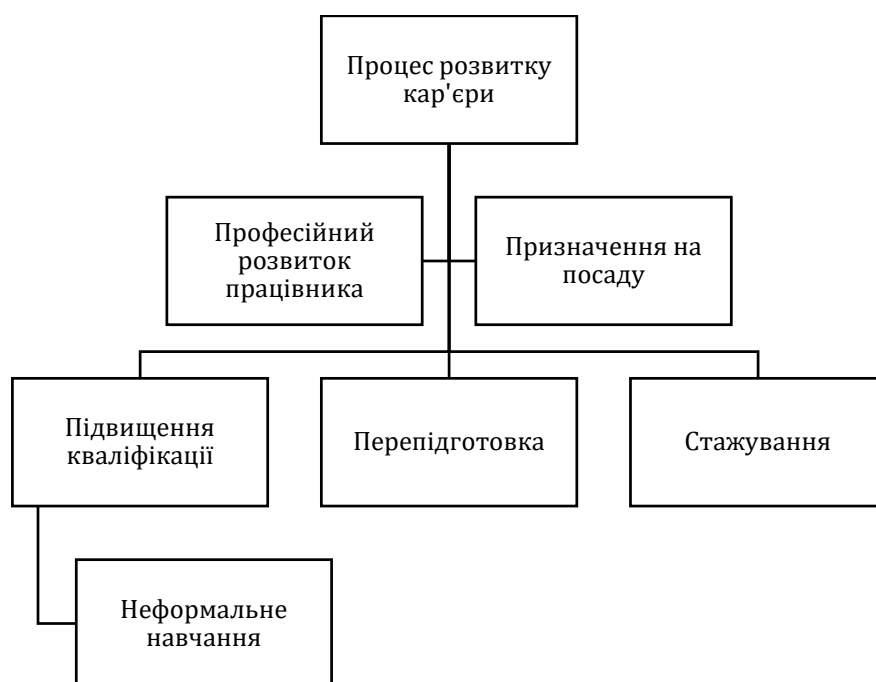 Процес розвитку
кар'єри
Професійний
розвиток
працівника
Призначення на
посаду
Підвищення
кваліфікації
Перепідготовка
Стажування
Неформальне
навчання